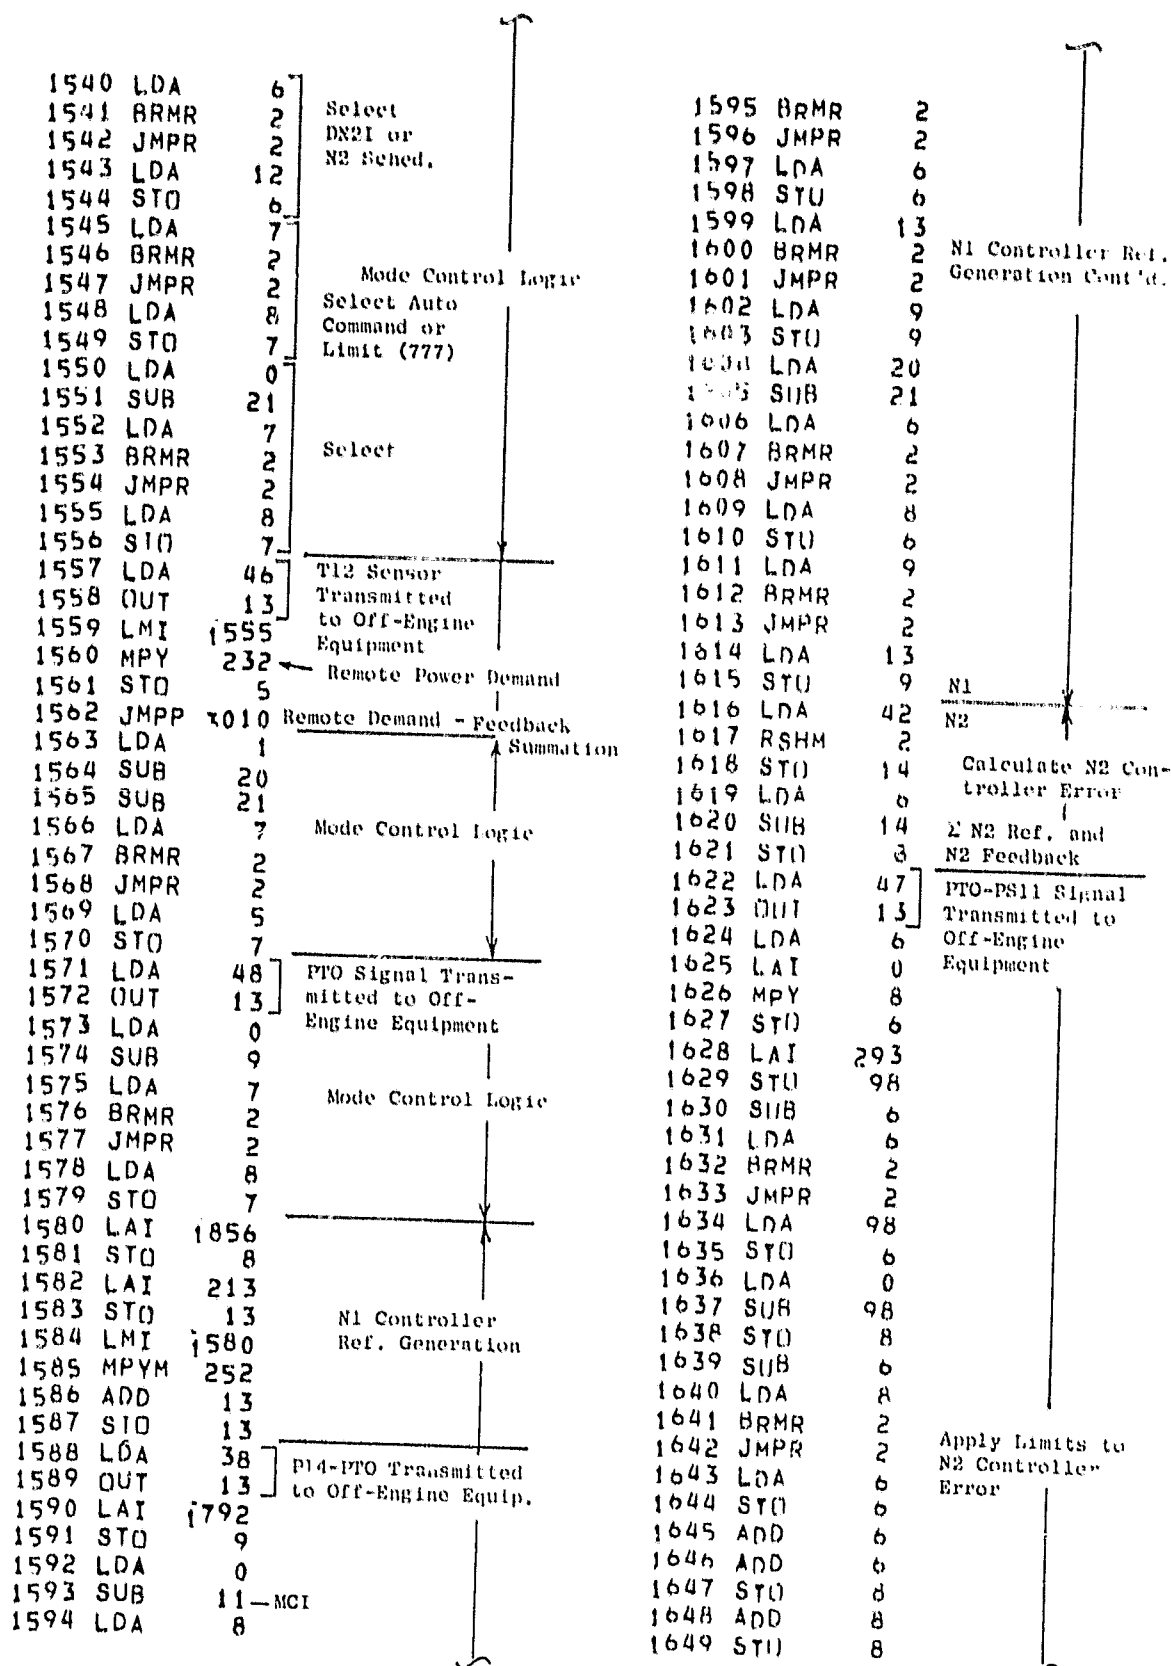 1540 LDA 6
1541 BRMR 2
1542 JMPR 2
1543 LDA 12
1544 STO 6
Select
DN2I or
N2 Sched.
1545 LDA 7
1546 BRMR 2
1547 JMPR 2
1548 LDA 8
1549 STO 7
Mode Control Logic
Select Auto
Command or
Limit (777)
1550 LDA 0
1551 SUB 21
1552 LDA 7
1553 BRMR 2
1554 JMPR 2
1555 LDA 8
1556 STO 7
Select
1557 LDA 46
1558 OUT 13
1559 LMI 1555
T12 Sensor
Transmitted
to Off-Engine
Equipment
1560 MPY 232
Remote Power Demand
1561 STO 5
1562 JMPP 3010
Remote Demand - Feedback
Summation
1563 LDA 1
1564 SUB 20
1565 SUB 21
1566 LDA 7
1567 BRMR 2
1568 JMPR 2
1569 LDA 5
1570 STO 7
Mode Control Logic
1571 LDA 48
1572 OUT 13
PTO Signal Trans-
mitted to Off-
Engine Equipment
1573 LDA 0
1574 SUB 9
1575 LDA 7
1576 BRMR 2
1577 JMPR 2
1578 LDA 8
1579 STO 7
Mode Control Logic
1580 LAI 1856
1581 STO 8
1582 LAI 213
1583 STO 13
1584 LMI 1580
1585 MPYM 252
1586 ADD 13
1587 STO 13
N1 Controller
Ref. Generation
1588 LDA 38
1589 OUT 13
P14-PTO Transmitted
to Off-Engine Equip.
1590 LAI 1792
1591 STO 9
1592 LDA 0
1593 SUB 11 — MCI
1594 LDA 8
1595 BRMR 2
1596 JMPR 2
1597 LDA 6
1598 STO 6
1599 LDA 13
1600 BRMR 2
1601 JMPR 2
1602 LDA 9
1603 STO 9
N1 Controller Ref.
Generation Cont'd.
LDA 20
SUB 21
1606 LDA 6
1607 BRMR 2
1608 JMPR 2
1609 LDA 8
1610 STO 6
1611 LDA 9
1612 BRMR 2
1613 JMPR 2
1614 LDA 13
1615 STO 9
N1
1616 LDA 42
N2
1617 RSHM 2
1618 STO 14
1619 LDA 6
Calculate N2 Con-
troller Error
1620 SUB 14
1621 STO 8
Σ N2 Ref. and
N2 Feedback
1622 LDA 47
1623 OUT 13
PTO-PS11 Signal
Transmitted to
Off-Engine
Equipment
1624 LDA 6
1625 LAI 0
1626 MPY 8
1627 STO 6
1628 LAI 293
1629 STO 98
1630 SUB 6
1631 LDA 6
1632 BRMR 2
1633 JMPR 2
1634 LDA 98
1635 STO 6
1636 LDA 0
1637 SUB 98
1638 STO 8
1639 SUB 6
1640 LDA 8
1641 BRMR 2
1642 JMPR 2
1643 LDA 6
1644 STO 6
Apply Limits to
N2 Controller
Error
1645 ADD 6
1646 ADD 6
1647 STO 8
1648 ADD 8
1649 STO 8